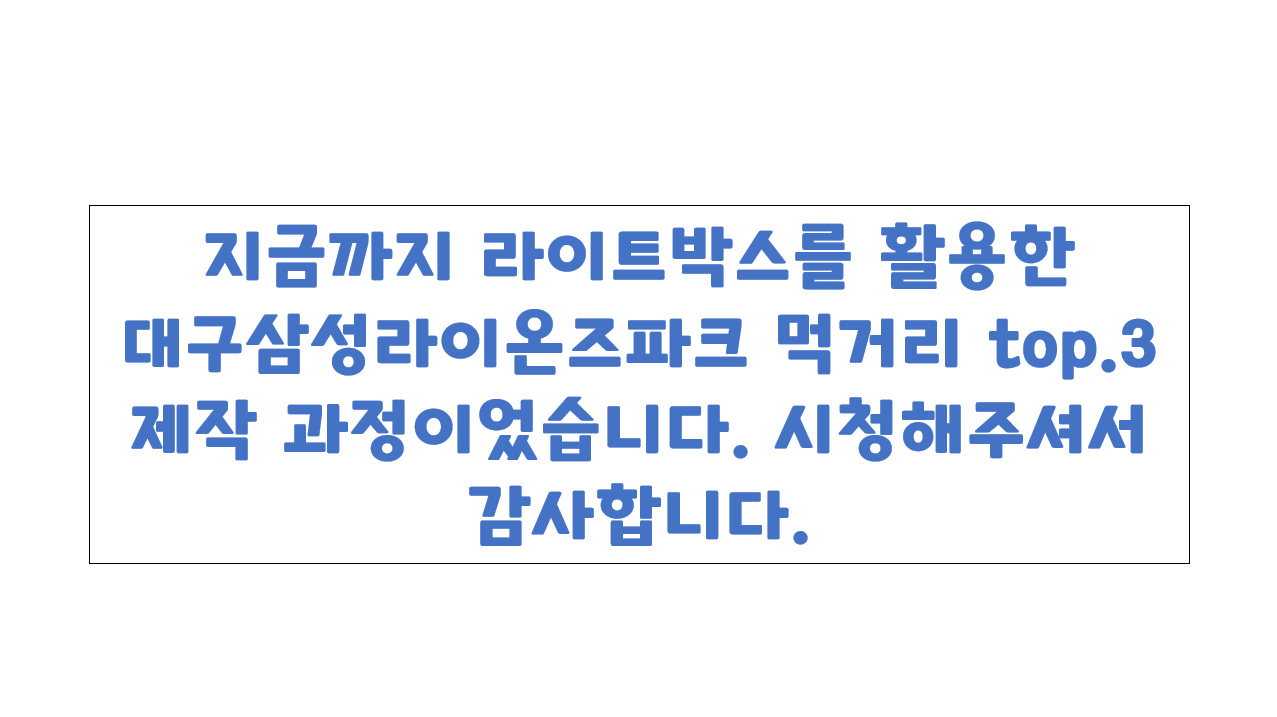 지금까지 라이트박스를 활용한
대구삼성라이온즈파크 먹거리 top.3
제작 과정이었습니다. 시청해주셔서
감사합니다.